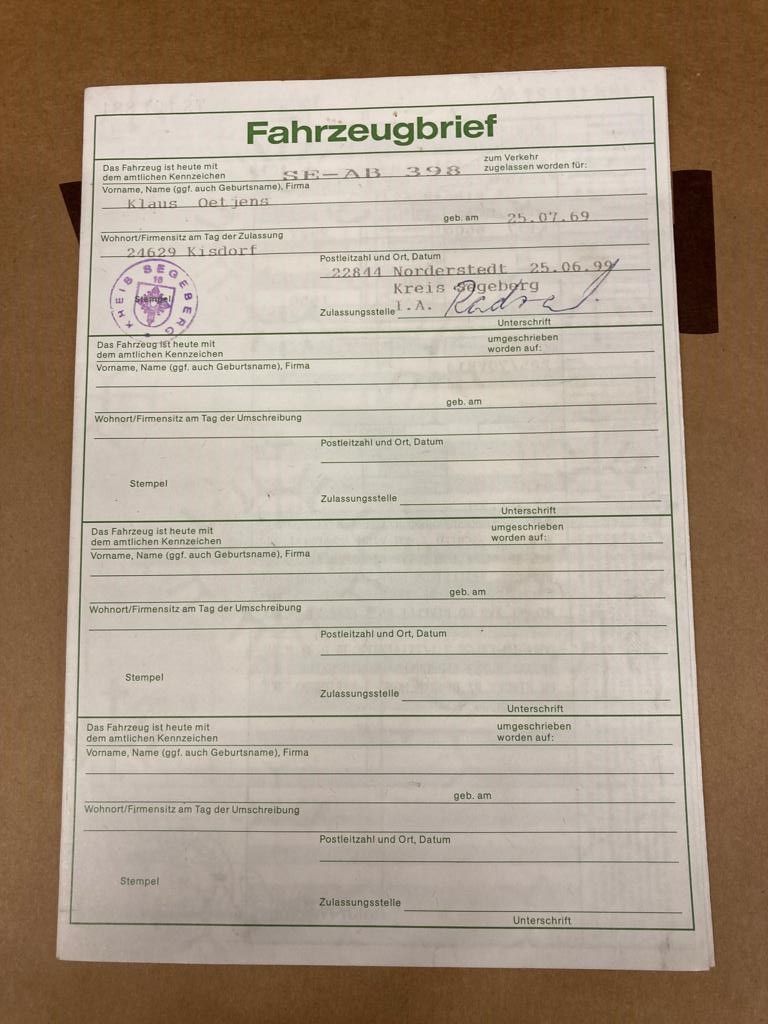 Fahrzeugbrief
Das Fahrzeug ist heute mit
dem amtlichen Kennzeichen SE-AB 398 zum Verkehr
zugelassen worden für:
Vorname, Name (ggf. auch Geburtsname), Firma
Klaus Oetjens
geb. am 25.07.69
Wohnort/Firmensitz am Tag der Zulassung
24629 Kisdorf
Postleitzahl und Ort, Datum
22844 Norderstedt 25.06.99
Kreis Segeberg
Zulassungsstelle I.A.
Unterschrift
KREIS SEGEBERG
18
Stempel
Das Fahrzeug ist heute mit
dem amtlichen Kennzeichen
umgeschrieben
worden auf:
Vorname, Name (ggf. auch Geburtsname), Firma
geb. am
Wohnort/Firmensitz am Tag der Umschreibung
Postleitzahl und Ort, Datum
Stempel
Zulassungsstelle
Unterschrift
Das Fahrzeug ist heute mit
dem amtlichen Kennzeichen
umgeschrieben
worden auf:
Vorname, Name (ggf. auch Geburtsname), Firma
geb. am
Wohnort/Firmensitz am Tag der Umschreibung
Postleitzahl und Ort, Datum
Stempel
Zulassungsstelle
Unterschrift
Das Fahrzeug ist heute mit
dem amtlichen Kennzeichen
umgeschrieben
worden auf:
Vorname, Name (ggf. auch Geburtsname), Firma
geb. am
Wohnort/Firmensitz am Tag der Umschreibung
Postleitzahl und Ort, Datum
Stempel
Zulassungsstelle
Unterschrift